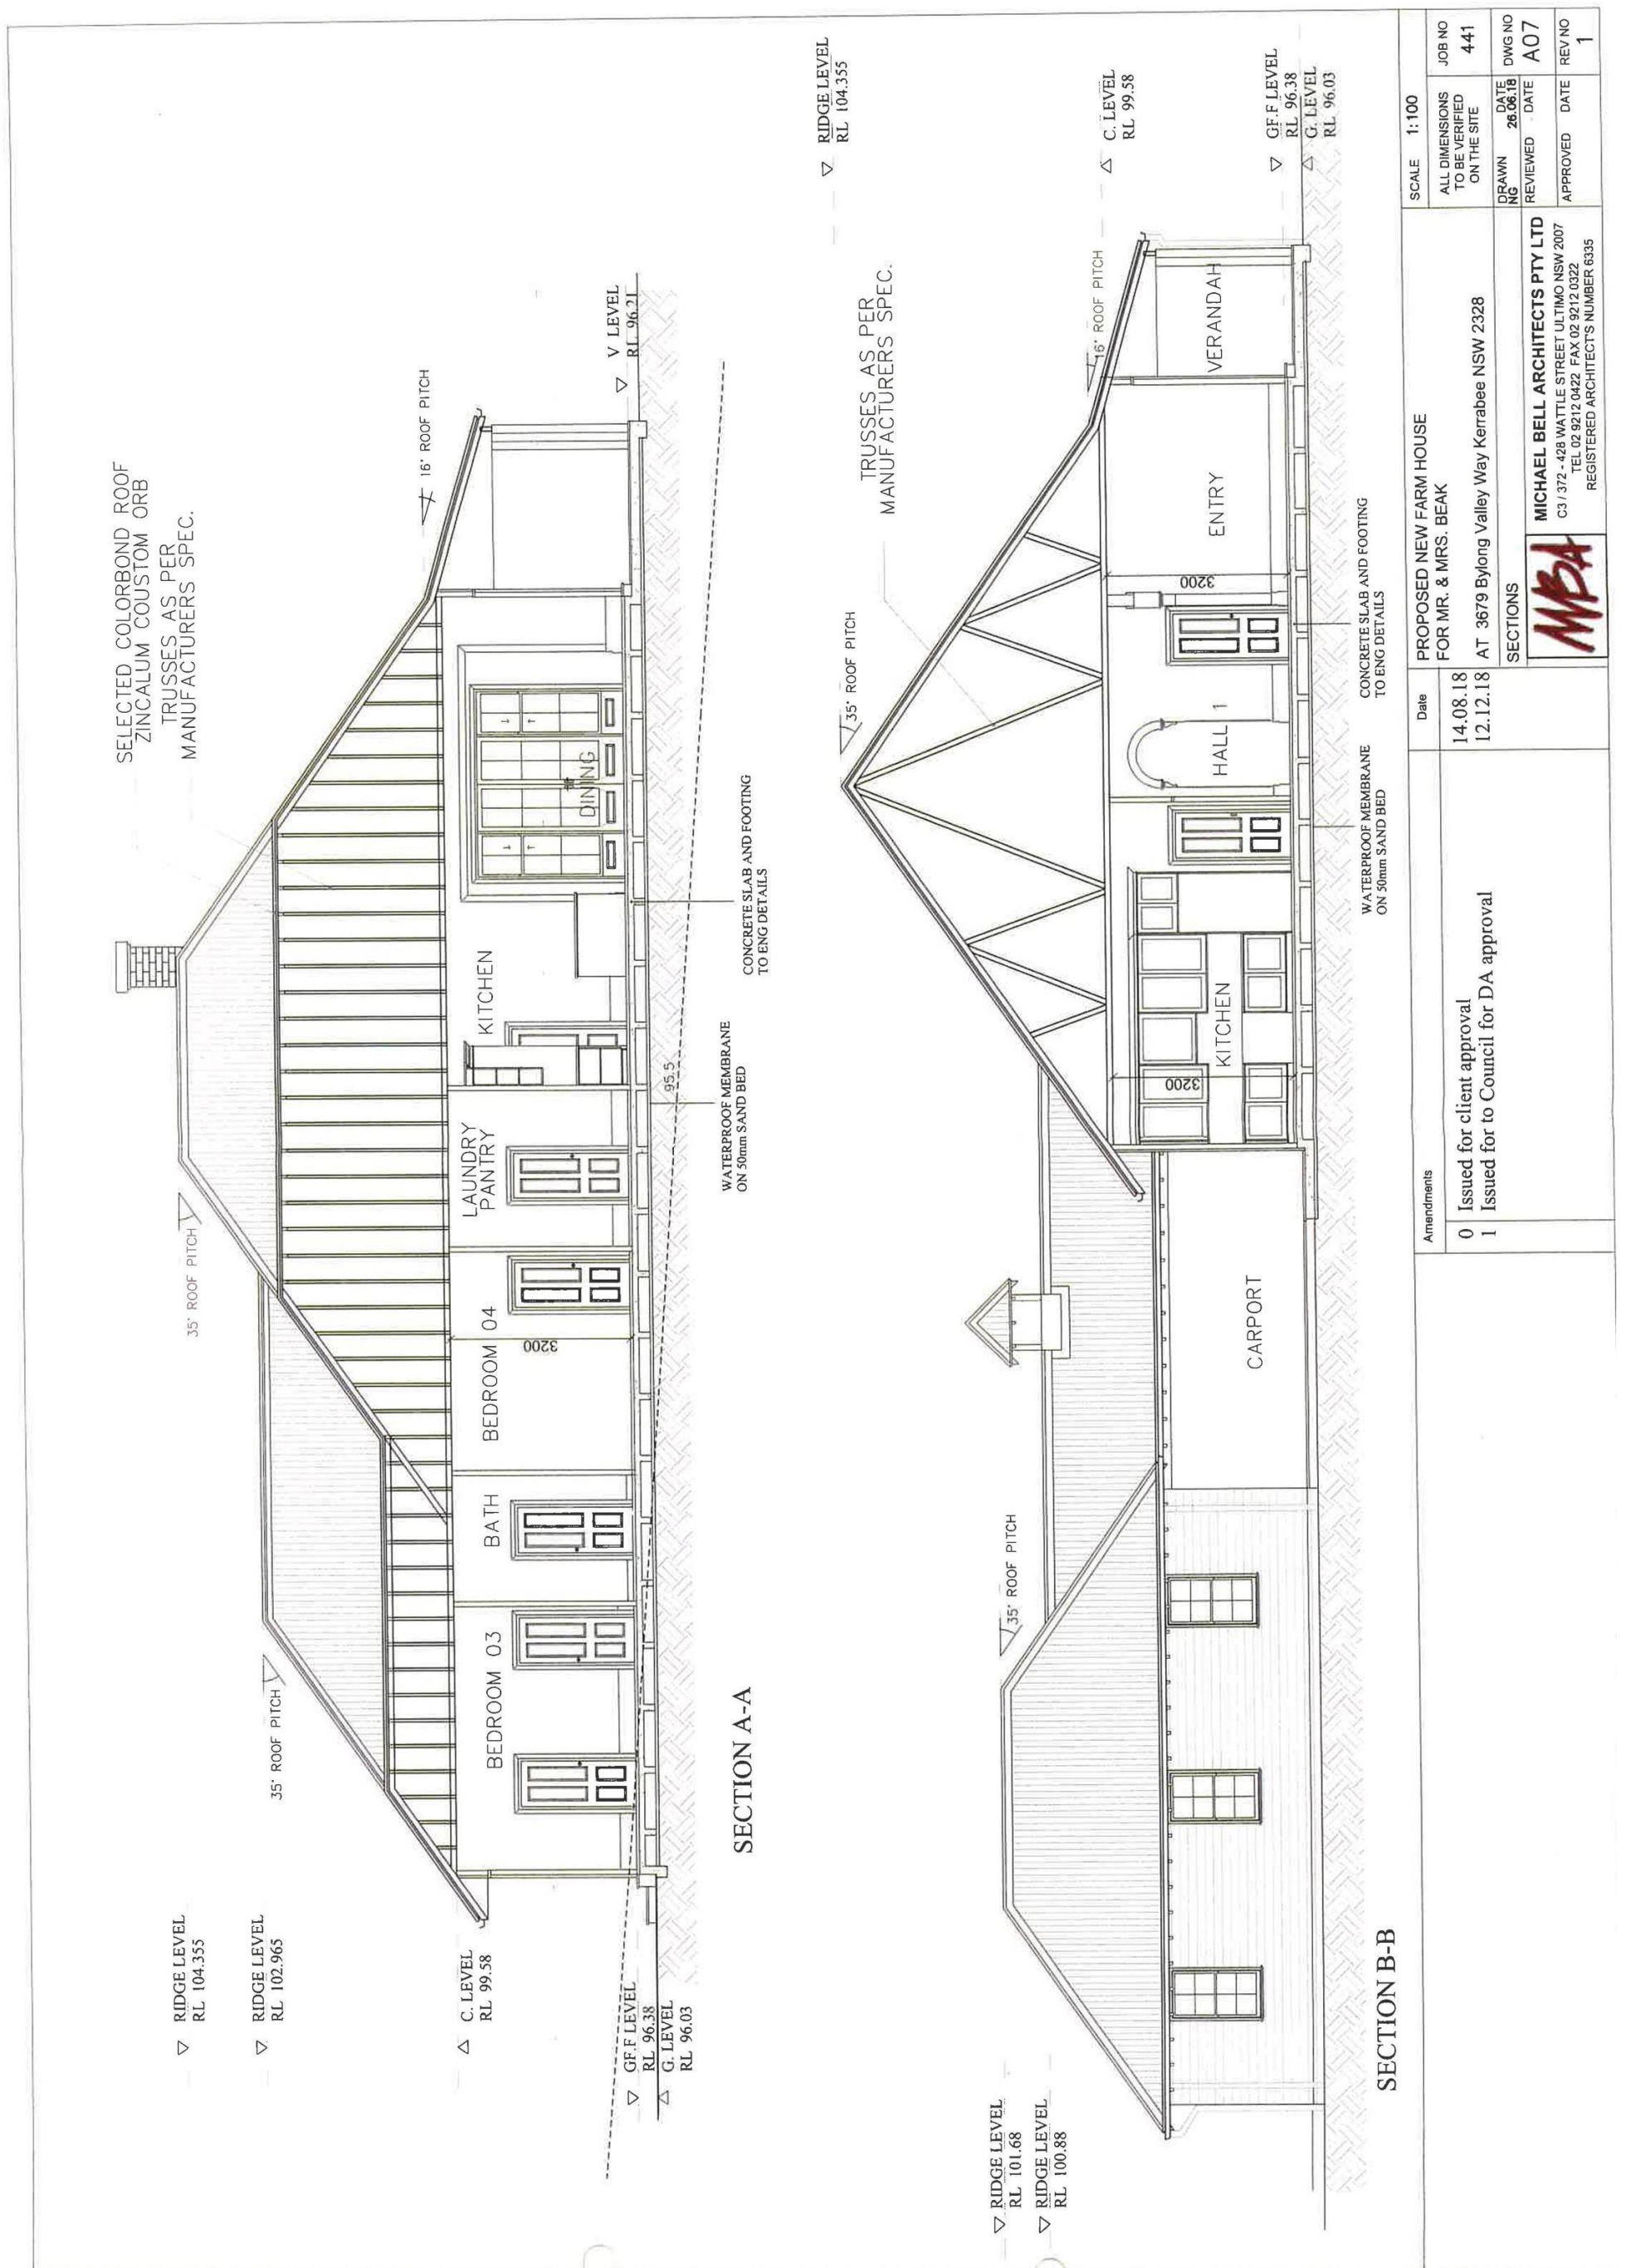 SELECTED COLORBOND ROOF
ZINCALUM COUSTOM ORB
TRUSSES AS PER
MANUFACTURERS SPEC.
RIDGE LEVEL
RL 104.355
RIDGE LEVEL
RL 102.965
C. LEVEL
RL 99.58
GF.F LEVEL
RL 96.38
G. LEVEL
RL 96.03
35° ROOF PITCH
35° ROOF PITCH
16° ROOF PITCH
V LEVEL
RL 96.21
BEDROOM 03
BATH
BEDROOM 04
3200
LAUNDRY
PANTRY
KITCHEN
DINING
95.5
WATERPROOF MEMBRANE
ON 50mm SAND BED
CONCRETE SLAB AND FOOTING
TO ENG DETAILS
SECTION A-A
RIDGE LEVEL
RL 104.355
TRUSSES AS PER
MANUFACTURERS SPEC.
35° ROOF PITCH
RIDGE LEVEL
RL 101.68
RIDGE LEVEL
RL 100.88
35° ROOF PITCH
16° ROOF PITCH
C. LEVEL
RL 99.58
GF.F LEVEL
RL 96.38
G. LEVEL
RL 96.03
CARPORT
KITCHEN
3200
HALL 1
3200
ENTRY
VERANDAH
WATERPROOF MEMBRANE
ON 50mm SAND BED
CONCRETE SLAB AND FOOTING
TO ENG DETAILS
SECTION B-B
Amendments
Date
0 Issued for client approval 14.08.18
1 Issued for to Council for DA approval 12.12.18
PROPOSED NEW FARM HOUSE
FOR MR. & MRS. BEAK
AT 3679 Bylong Valley Way Kerrabee NSW 2328
SECTIONS
MBA
MICHAEL BELL ARCHITECTS PTY LTD
C3 / 372 - 428 WATTLE STREET ULTIMO NSW 2007
TEL 02 9212 0422 FAX 02 9212 0322
REGISTERED ARCHITECT'S NUMBER 6335
SCALE 1:100
ALL DIMENSIONS
TO BE VERIFIED
ON THE SITE
JOB NO
441
DRAWN DATE
NG 26.06.18
DWG NO
A07
REVIEWED DATE
APPROVED DATE
REV NO
1